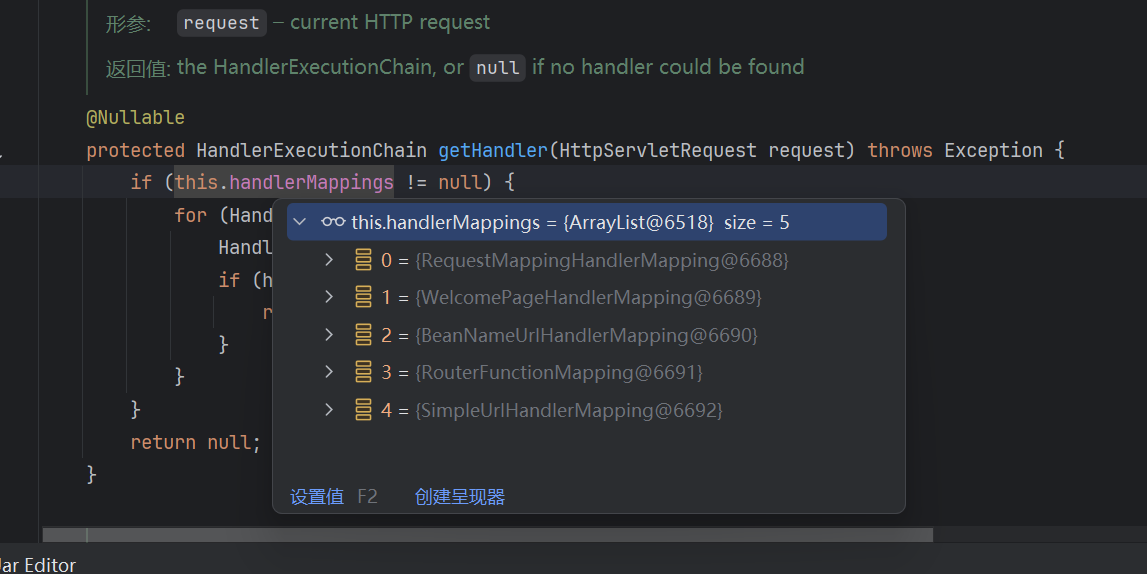 形参: request – current HTTP request
返回值: the HandlerExecutionChain, or null if no handler could be found
@Nullable
protected HandlerExecutionChain getHandler(HttpServletRequest request) throws Exception {
if (this.handlerMappings != null) {
for (Hand
Handl
if (h
r
}
}
}
return null;
}
this.handlerMappings = {ArrayList@6518} size = 5
0 = {RequestMappingHandlerMapping@6688}
1 = {WelcomePageHandlerMapping@6689}
2 = {BeanNameUrlHandlerMapping@6690}
3 = {RouterFunctionMapping@6691}
4 = {SimpleUrlHandlerMapping@6692}
设置值 F2 创建呈现器
ar Editor